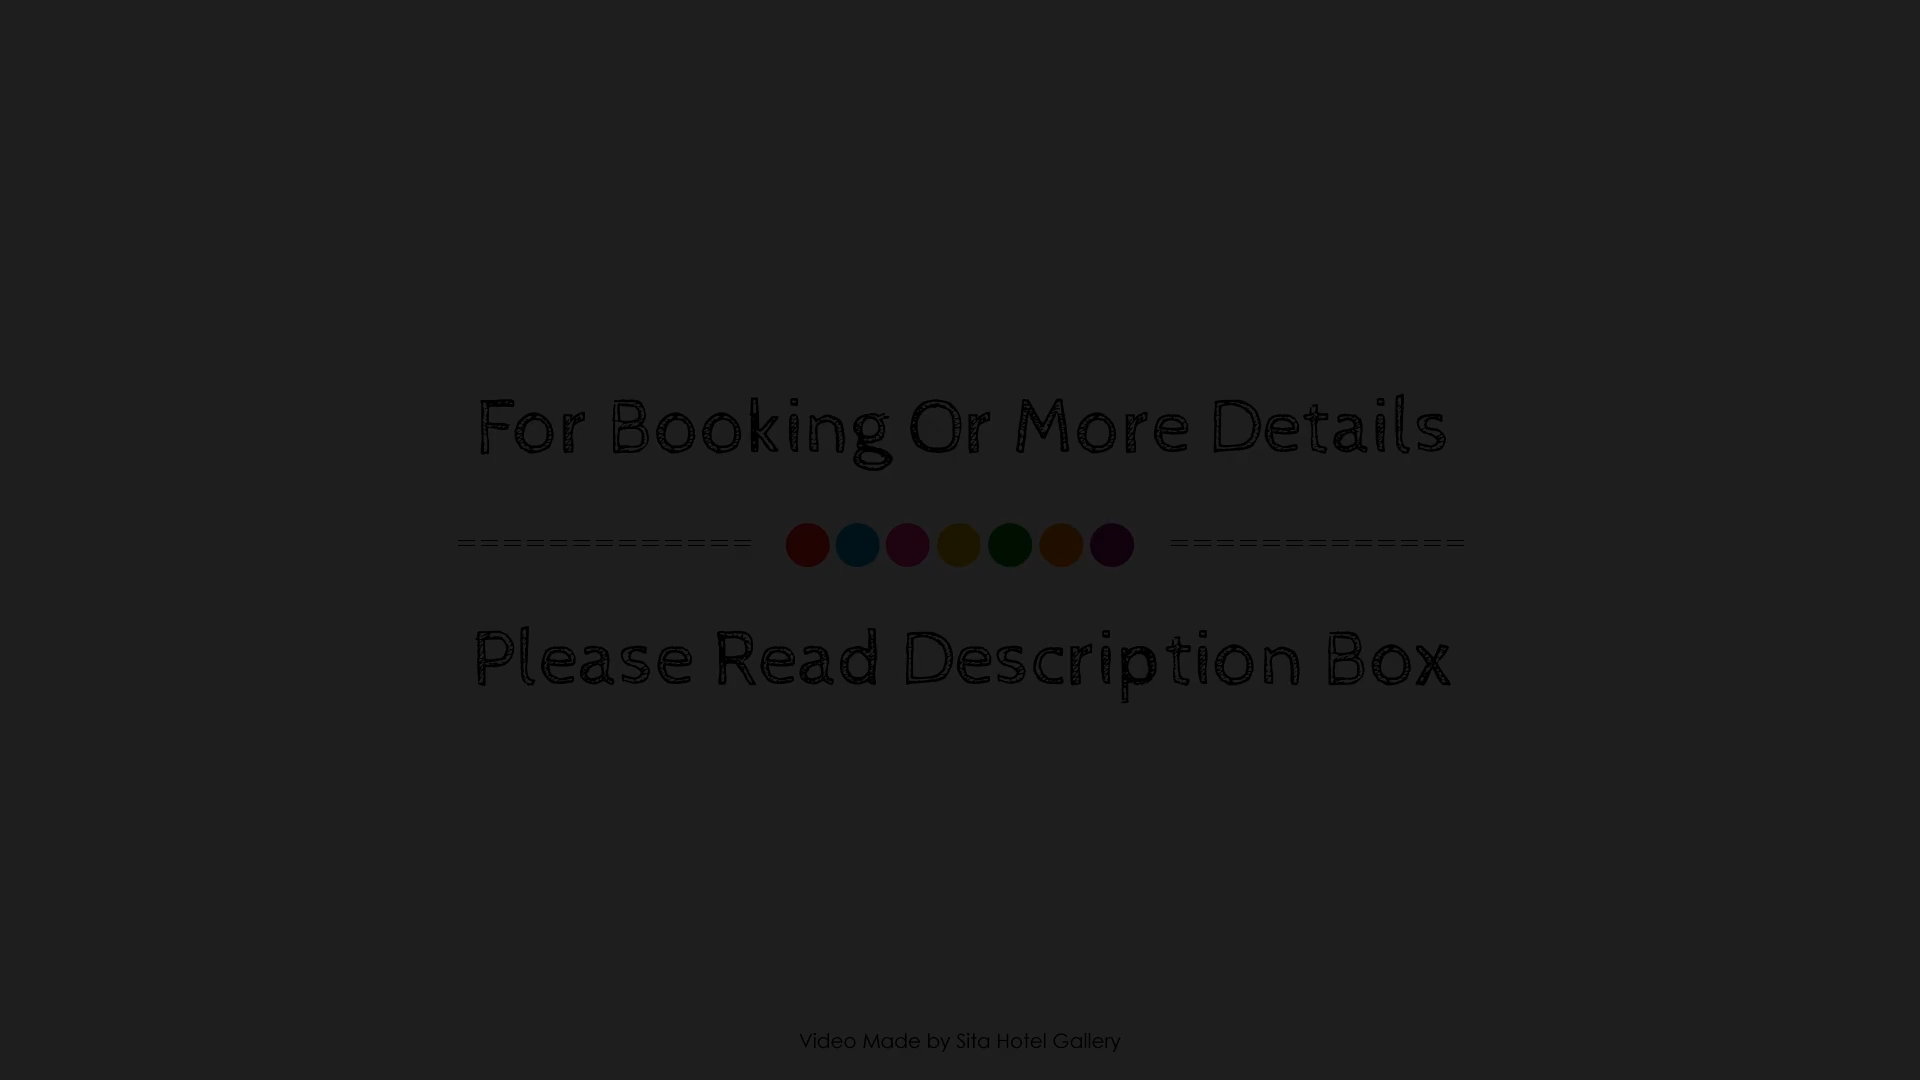 For Booking Or More Details
============= =============
Please Read Description Box
Video Made by Sita Hotel Gallery